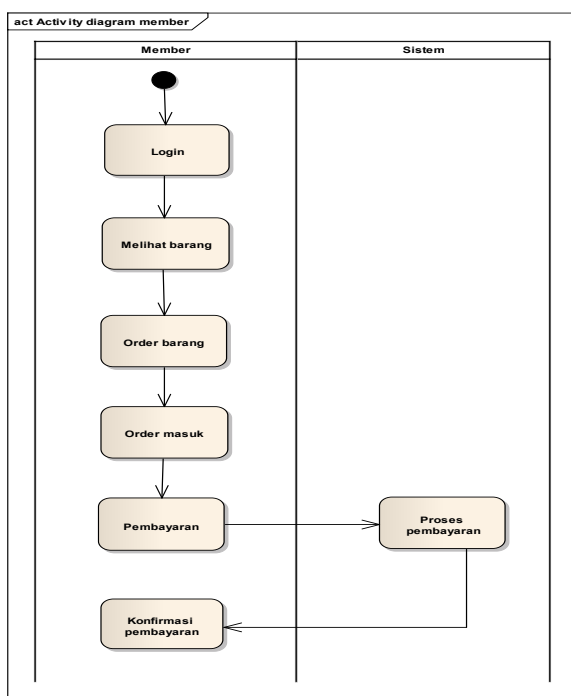 act Activity diagram member
Member
Sistem
Login
Melihat barang
Order barang
Order masuk
Pembayaran
Proses
pembayaran
Konfirmasi
pembayaran